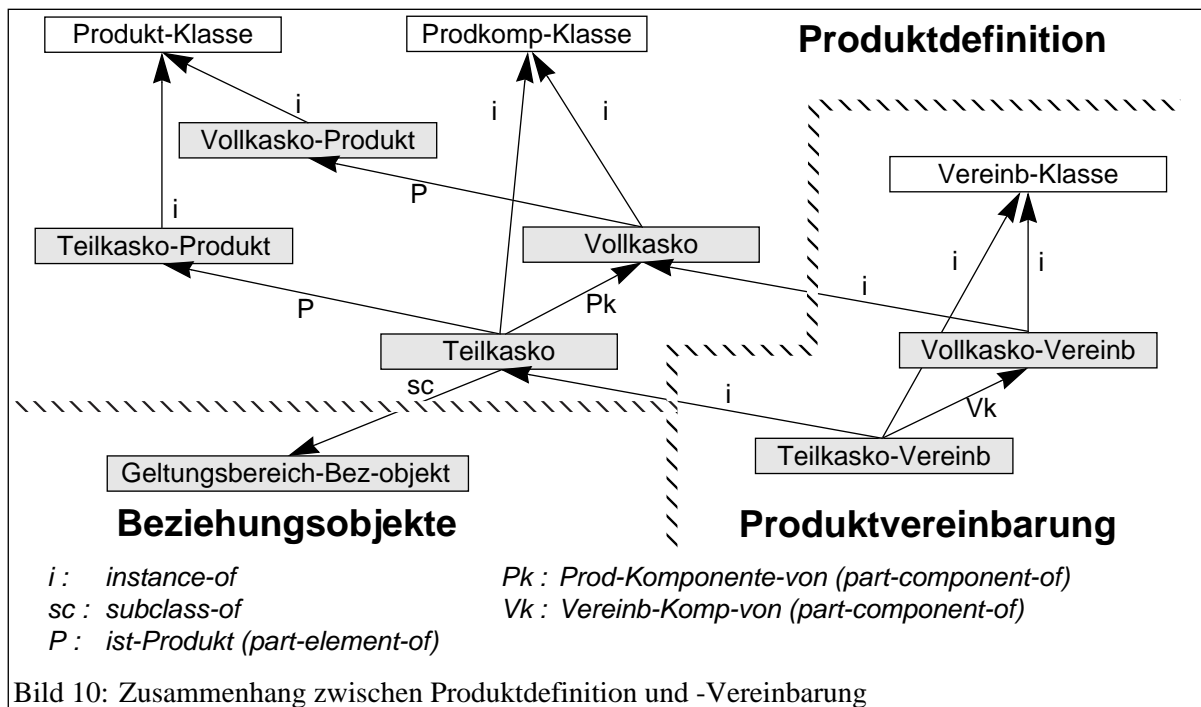 Produkt-Klasse
Prodkomp-Klasse
Produktdefinition
i
i
i
Vollkasko-Produkt
Vereinb-Klasse
P
i
Teilkasko-Produkt
Vollkasko
i
i
i
P
Pk
Teilkasko
Vollkasko-Vereinb
sc
i
Vk
Teilkasko-Vereinb
Geltungsbereich-Bez-objekt
Beziehungsobjekte
Produktvereinbarung
i : instance-of
Pk : Prod-Komponente-von (part-component-of)
sc : subclass-of
Vk : Vereinb-Komp-von (part-component-of)
P : ist-Produkt (part-element-of)
Bild 10: Zusammenhang zwischen Produktdefinition und -Vereinbarung